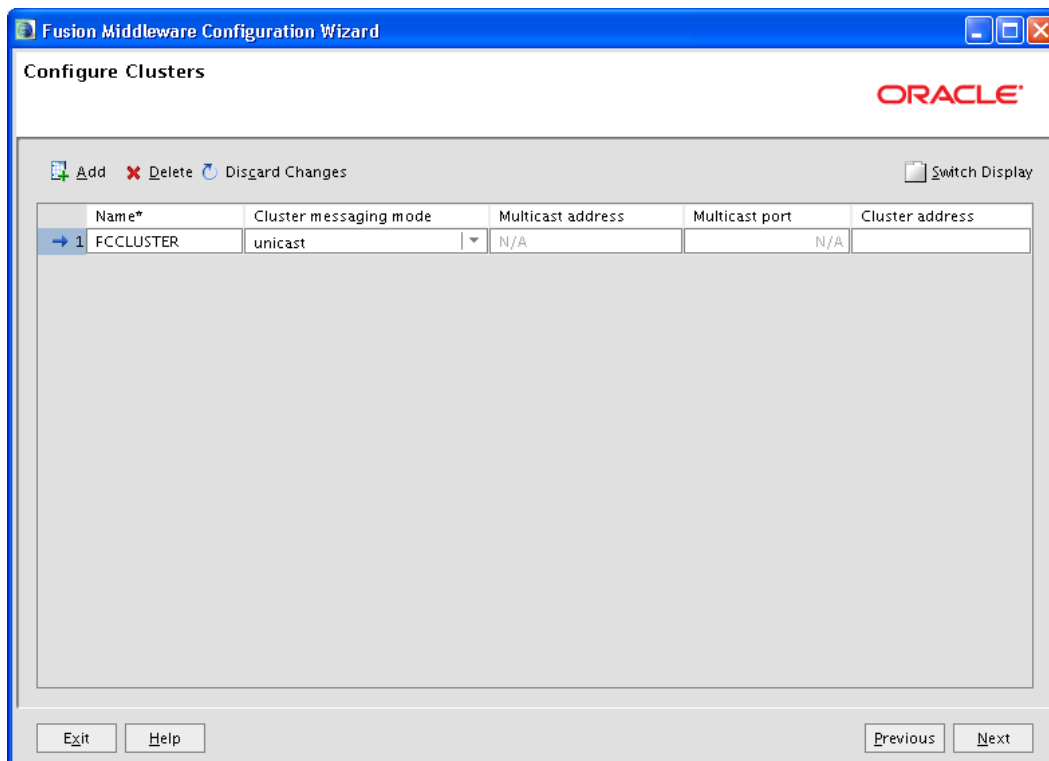 Fusion Middleware Configuration Wizard
Configure Clusters
ORACLE
Add Delete Discard Changes Switch Display
Name* Cluster messaging mode Multicast address Multicast port Cluster address
1 FCCLUSTER unicast N/A N/A
Exit Help Previous Next